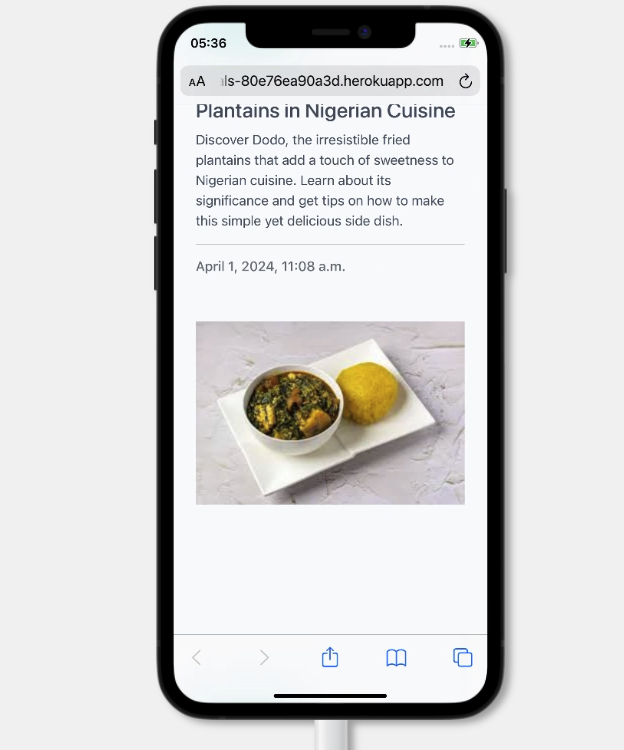 05:36
AA ls-80e76ea90a3d.herokuapp.com
Plantains in Nigerian Cuisine
Discover Dodo, the irresistible fried
plantains that add a touch of sweetness to
Nigerian cuisine. Learn about its
significance and get tips on how to make
this simple yet delicious side dish.
April 1, 2024, 11:08 a.m.